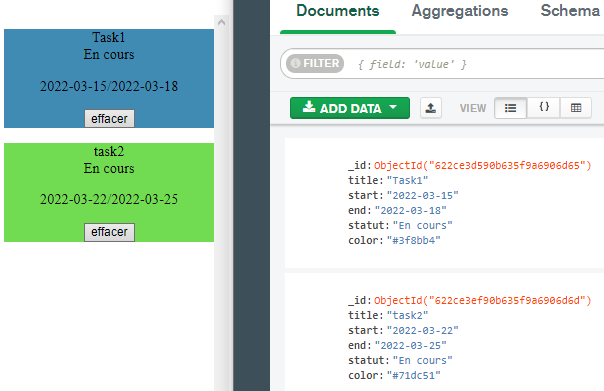 Task1
En cours
2022-03-15/2022-03-18
effacer
task2
En cours
2022-03-22/2022-03-25
effacer
Documents Aggregations Schema
FILTER { field: 'value' }
ADD DATA VIEW {}
_id:ObjectId("622ce3d590b635f9a6906d65")
title:"Task1"
start:"2022-03-15"
end:"2022-03-18"
statut:"En cours"
color:"#3f8bb4"
_id:ObjectId("622ce3ef90b635f9a6906d6d")
title:"task2"
start:"2022-03-22"
end:"2022-03-25"
statut:"En cours"
color:"#71dc51"